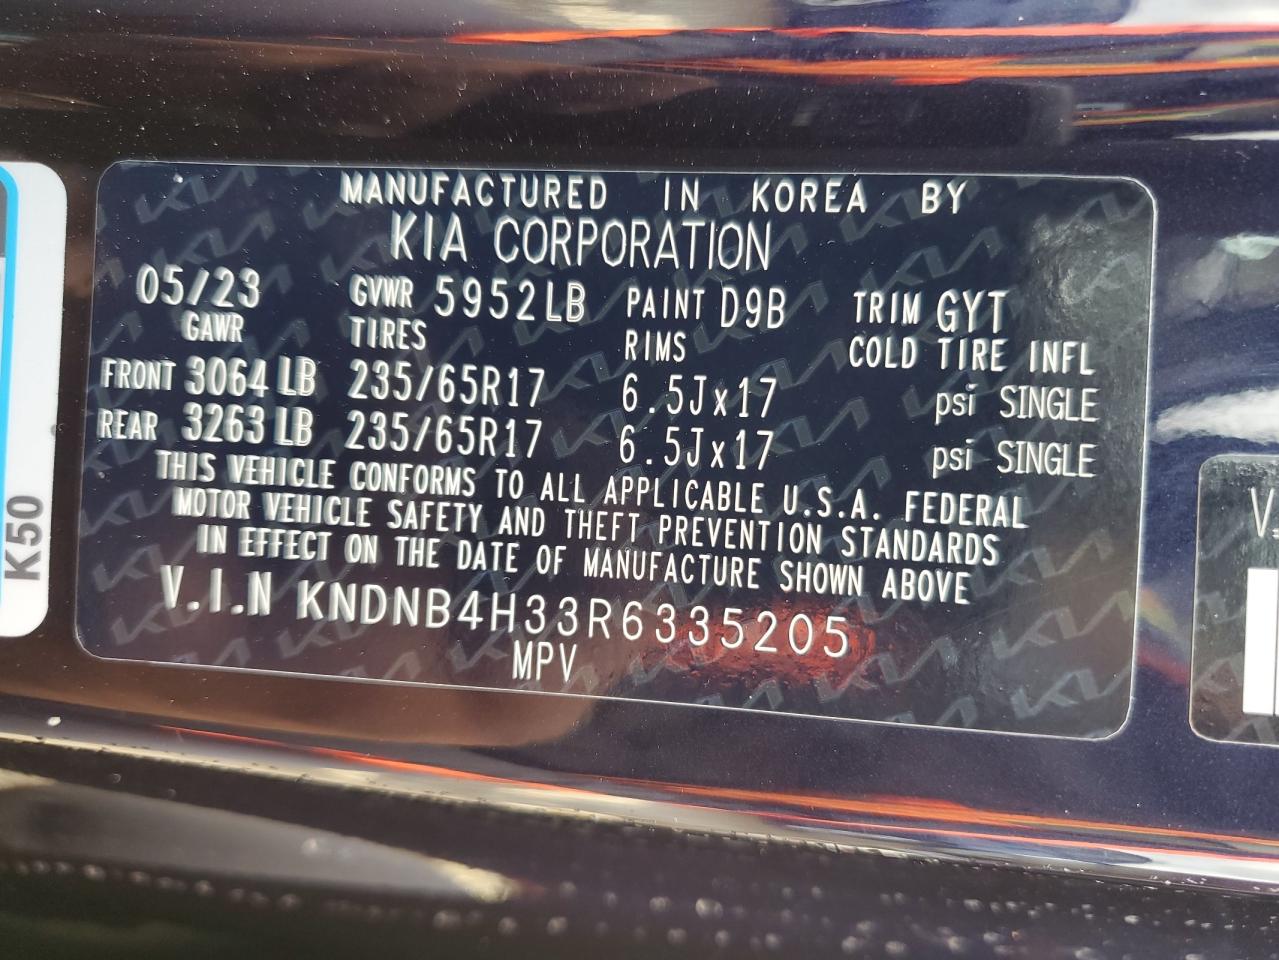 MANUFACTURED IN KOREA BY
KIA CORPORATION
05/23 GVWR 5952LB PAINT D9B TRIM GYT
GAWR TIRES RIMS COLD TIRE INFL
FRONT 3064 LB 235/65R17 6.5Jx17 psi SINGLE
REAR 3263 LB 235/65R17 6.5Jx17 psi SINGLE
THIS VEHICLE CONFORMS TO ALL APPLICABLE U.S.A. FEDERAL
MOTOR VEHICLE SAFETY AND THEFT PREVENTION STANDARDS
IN EFFECT ON THE DATE OF MANUFACTURE SHOWN ABOVE
V.I.N KNDNB4H33R6335205
MPV
K50